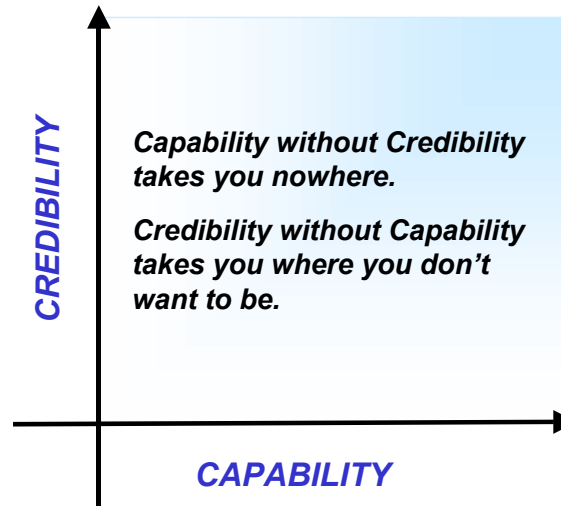 CREDIBILITY
Capability without Credibility
takes you nowhere.
Credibility without Capability
takes you where you don’t
want to be.
CAPABILITY